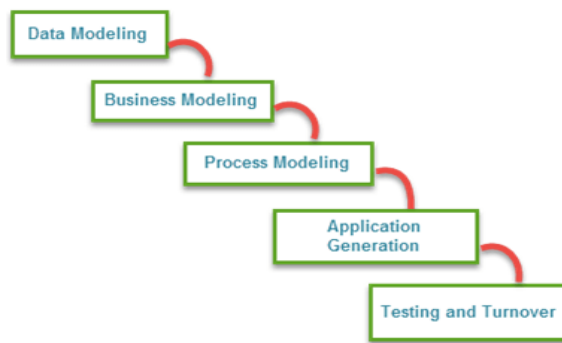 Data Modeling
Business Modeling
Process Modeling
Application
Generation
Testing and Turnover